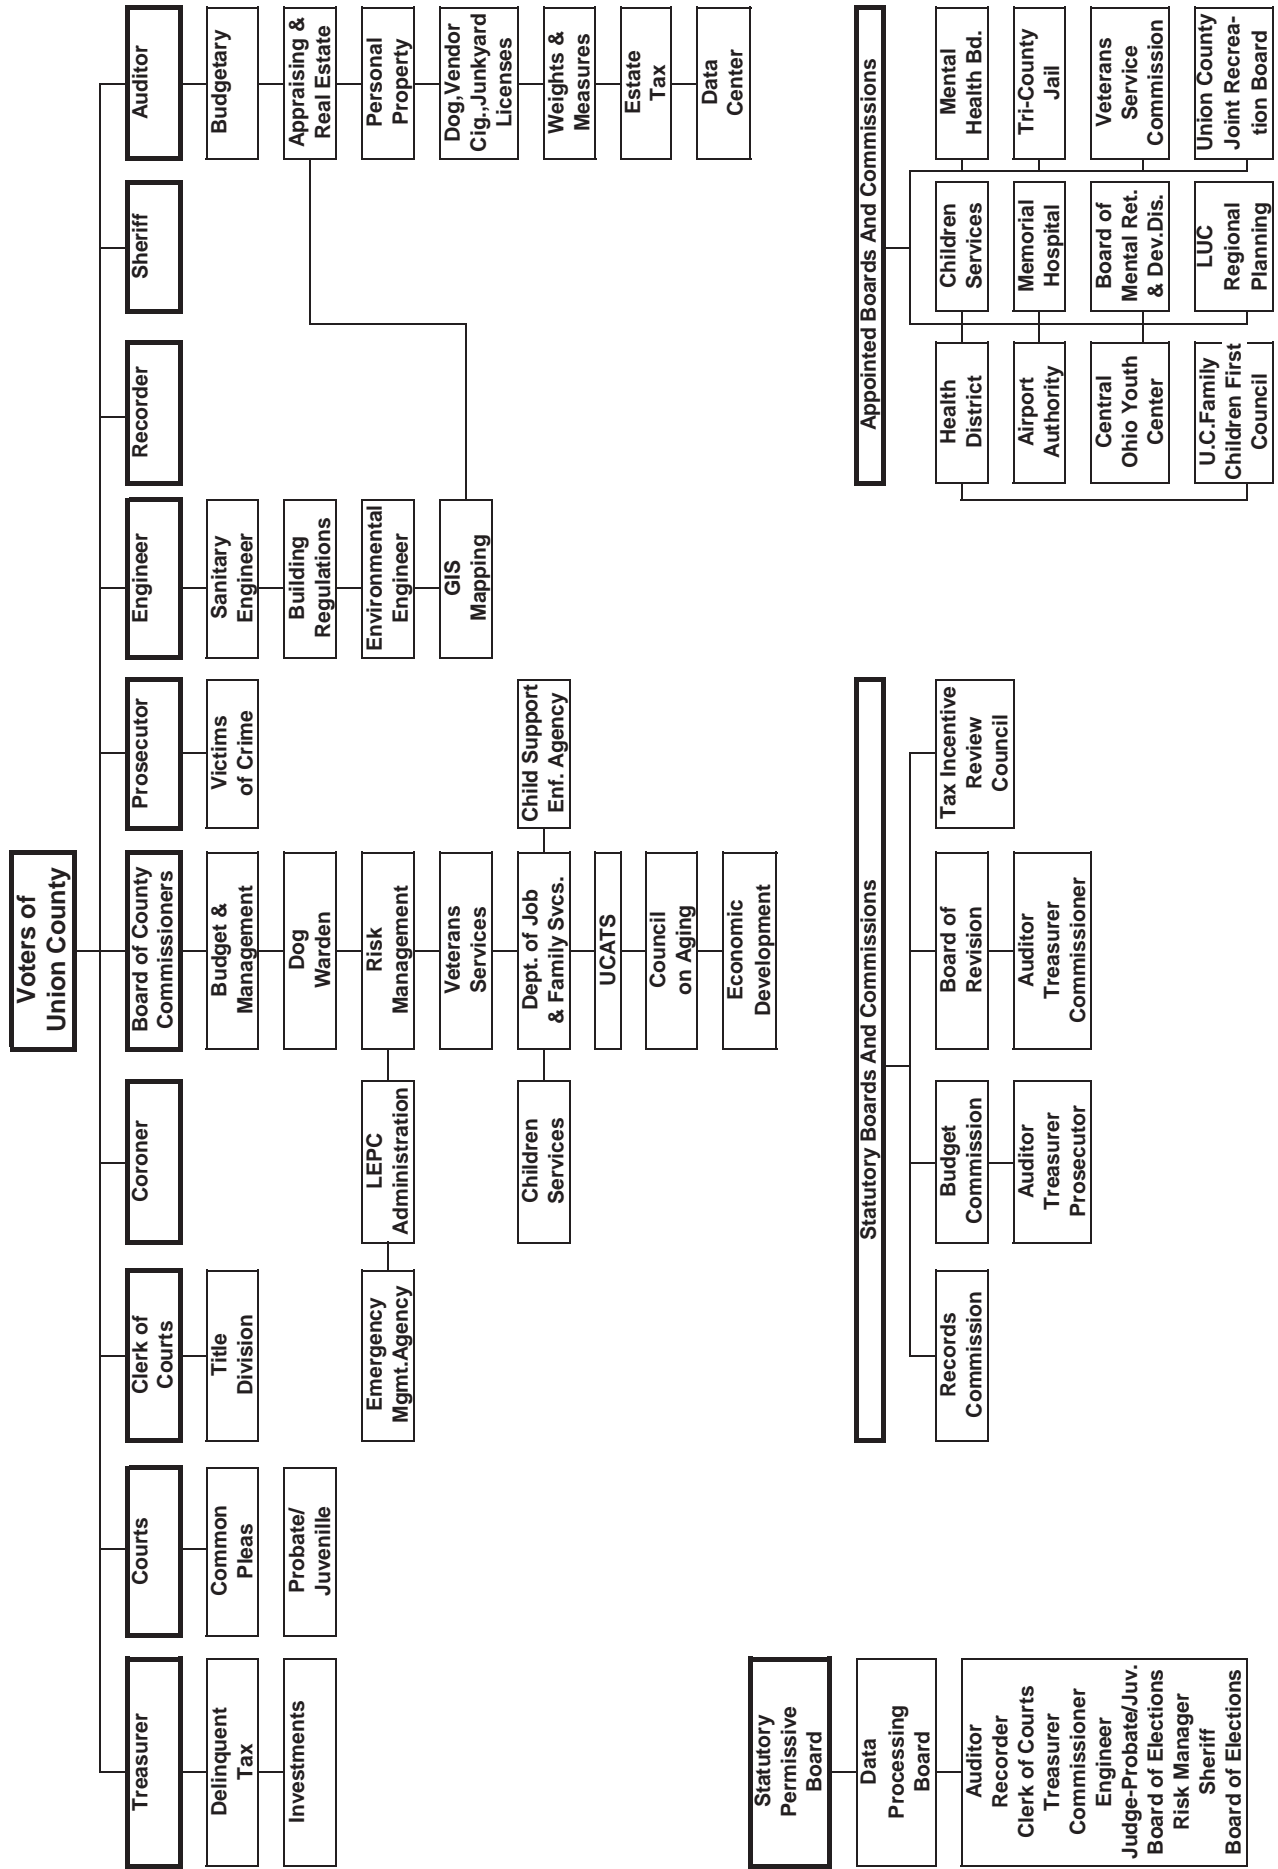 Voters of
Union County
Treasurer
Delinquent
Tax
Investments
Courts
Common
Pleas
Probate/
Juvenille
Clerk of
Courts
Title
Division
Coroner
Board of County
Commissioners
Budget &
Management
Dog
Warden
Risk
Management
LEPC
Administration
Emergency
Mgmt.Agency
Veterans
Services
Dept. of Job
& Family Svcs.
Children
Services
Child Support
Enf. Agency
UCATS
Council
on Aging
Economic
Development
Prosecutor
Victims
of Crime
Engineer
Sanitary
Engineer
Building
Regulations
Environmental
Engineer
GIS
Mapping
Recorder
Sheriff
Auditor
Budgetary
Appraising &
Real Estate
Personal
Property
Dog,Vendor
Cig.,Junkyard
Licenses
Weights &
Measures
Estate
Tax
Data
Center
Statutory
Permissive
Board
Data
Processing
Board
Auditor
Recorder
Clerk of Courts
Treasurer
Commissioner
Engineer
Judge-Probate/Juv.
Board of Elections
Risk Manager
Sheriff
Board of Elections
Statutory Boards And Commissions
Records
Commission
Budget
Commission
Auditor
Treasurer
Prosecutor
Board of
Revision
Auditor
Treasurer
Commissioner
Tax Incentive
Review
Council
Appointed Boards And Commissions
Health
District
Children
Services
Mental
Health Bd.
Airport
Authority
Memorial
Hospital
Tri-County
Jail
Central
Ohio Youth
Center
Board of
Mental Ret.
& Dev.Dis.
Veterans
Service
Commission
U.C.Family
Children First
Council
LUC
Regional
Planning
Union County
Joint Recrea-
tion Board